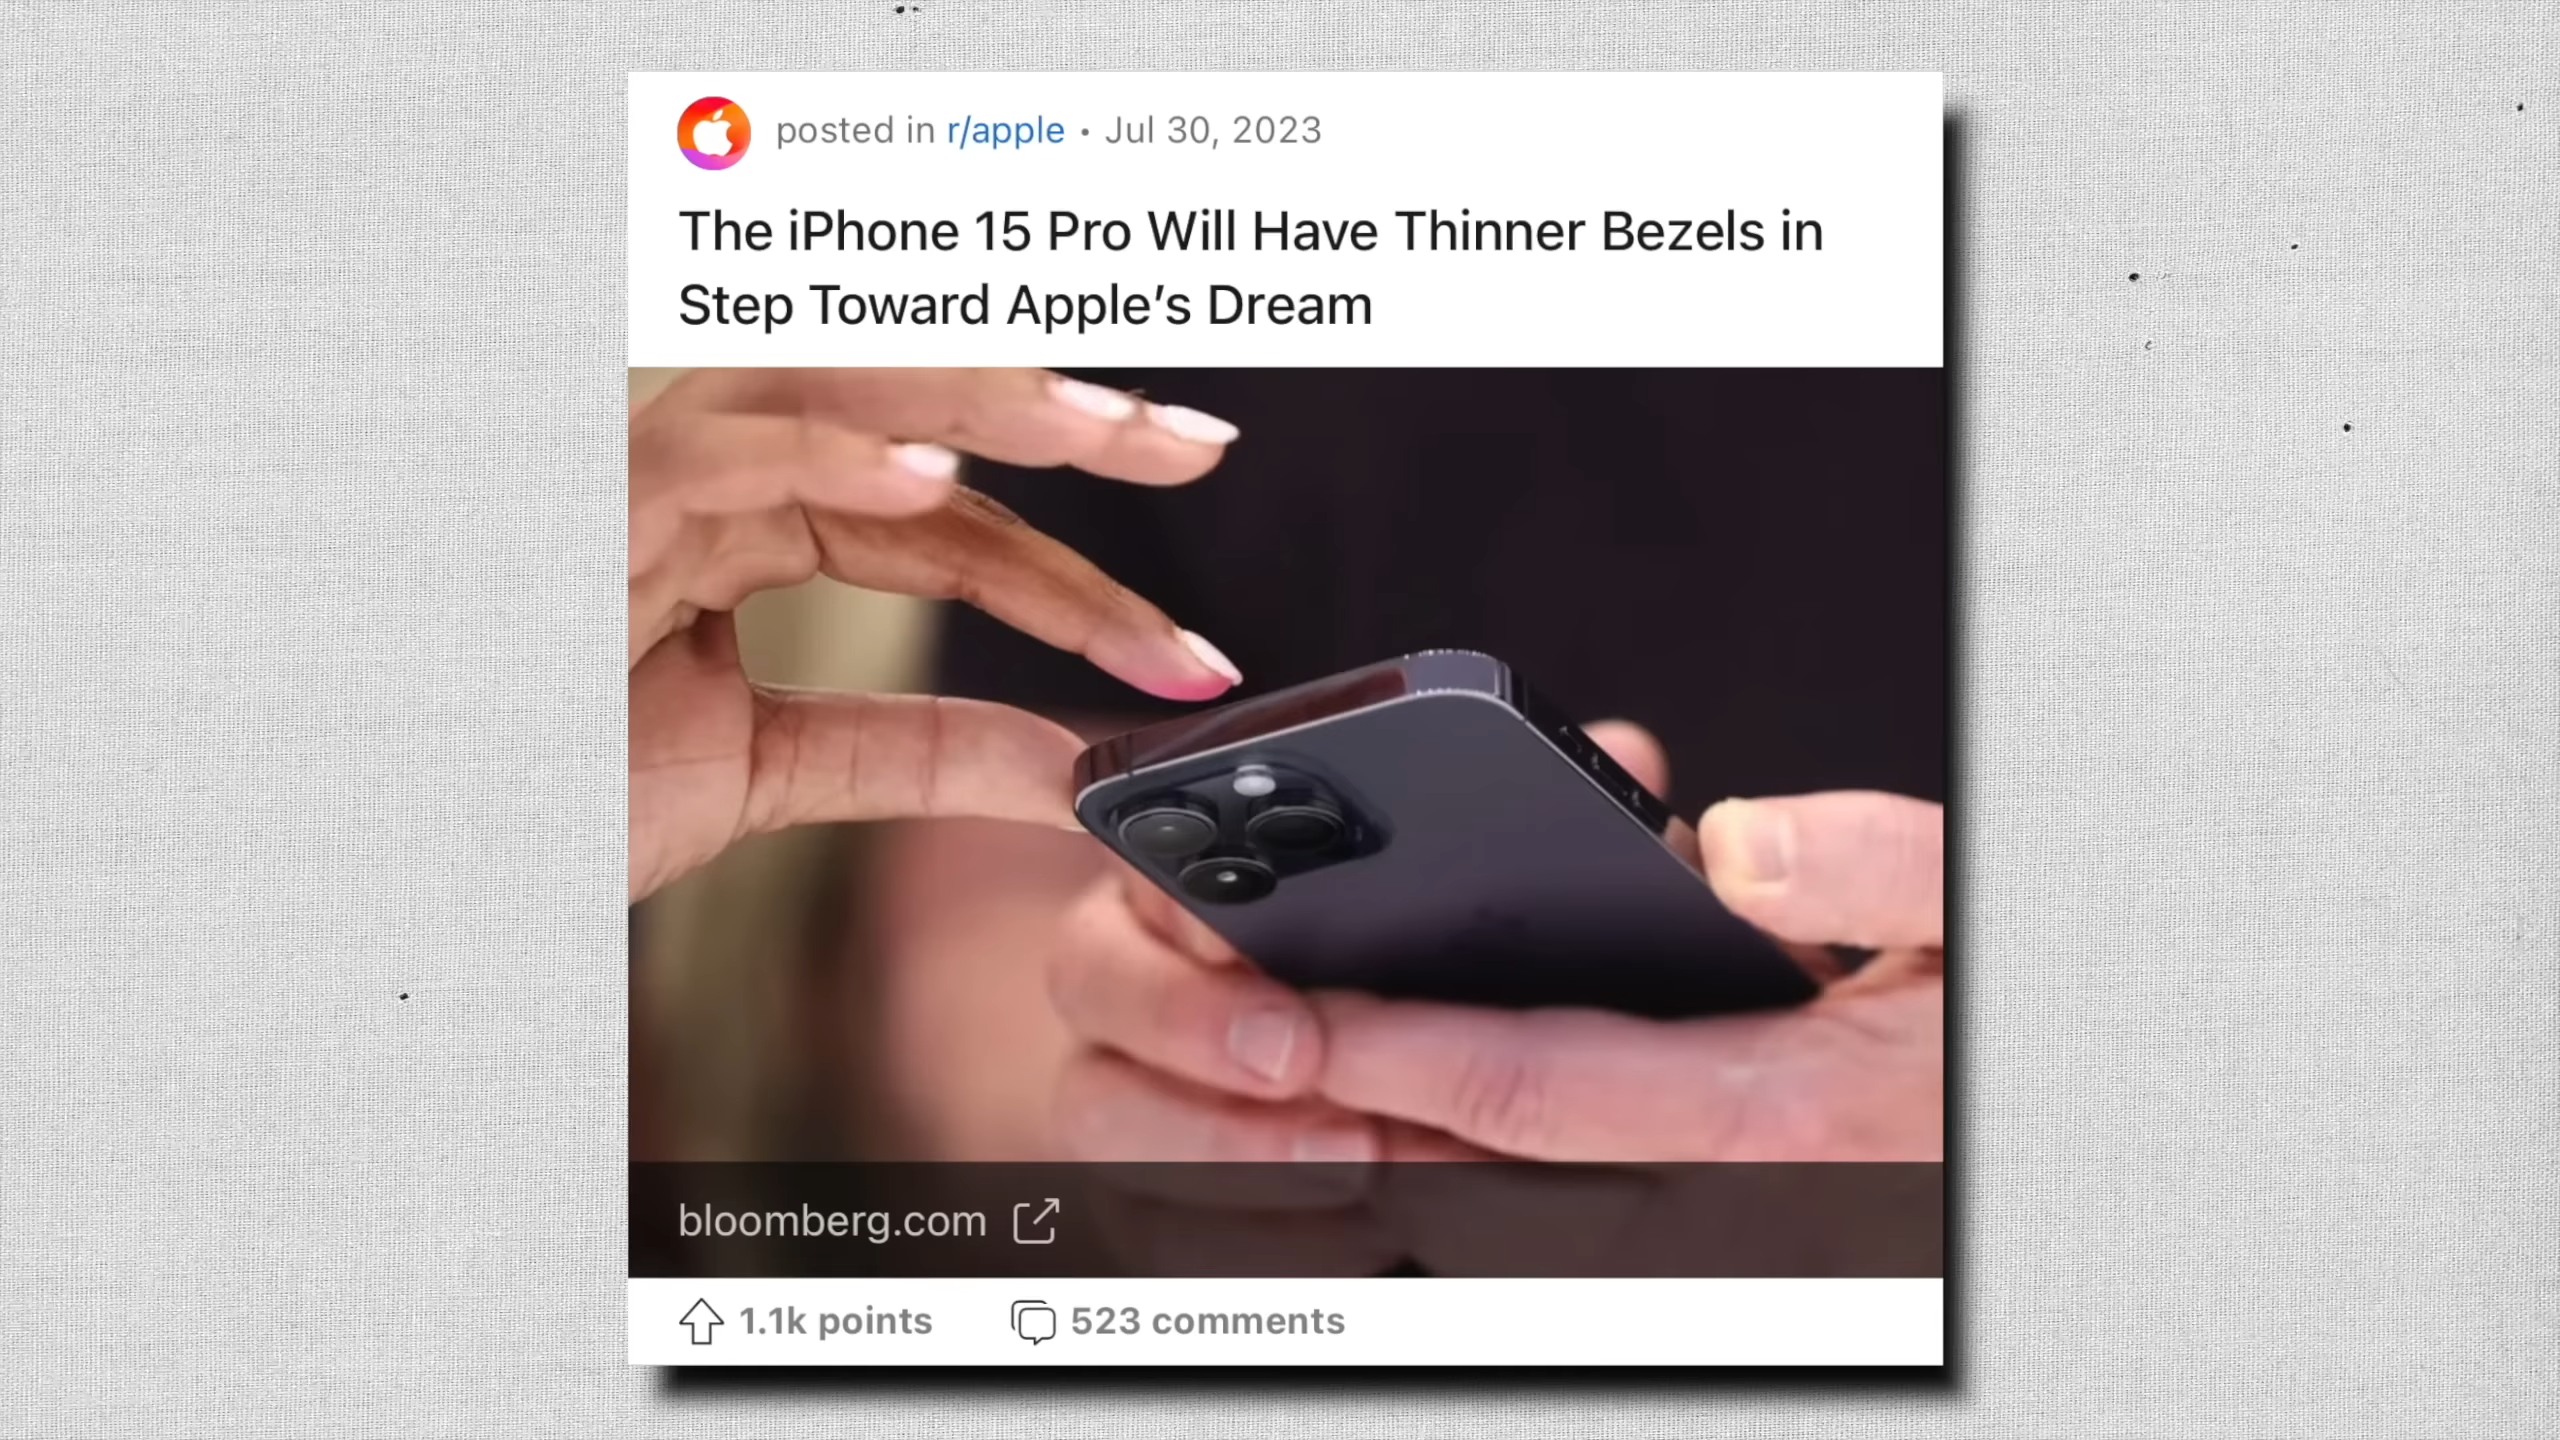 posted in r/apple • Jul 30, 2023
The iPhone 15 Pro Will Have Thinner Bezels in
Step Toward Apple’s Dream
bloomberg.com
1.1k points 523 comments